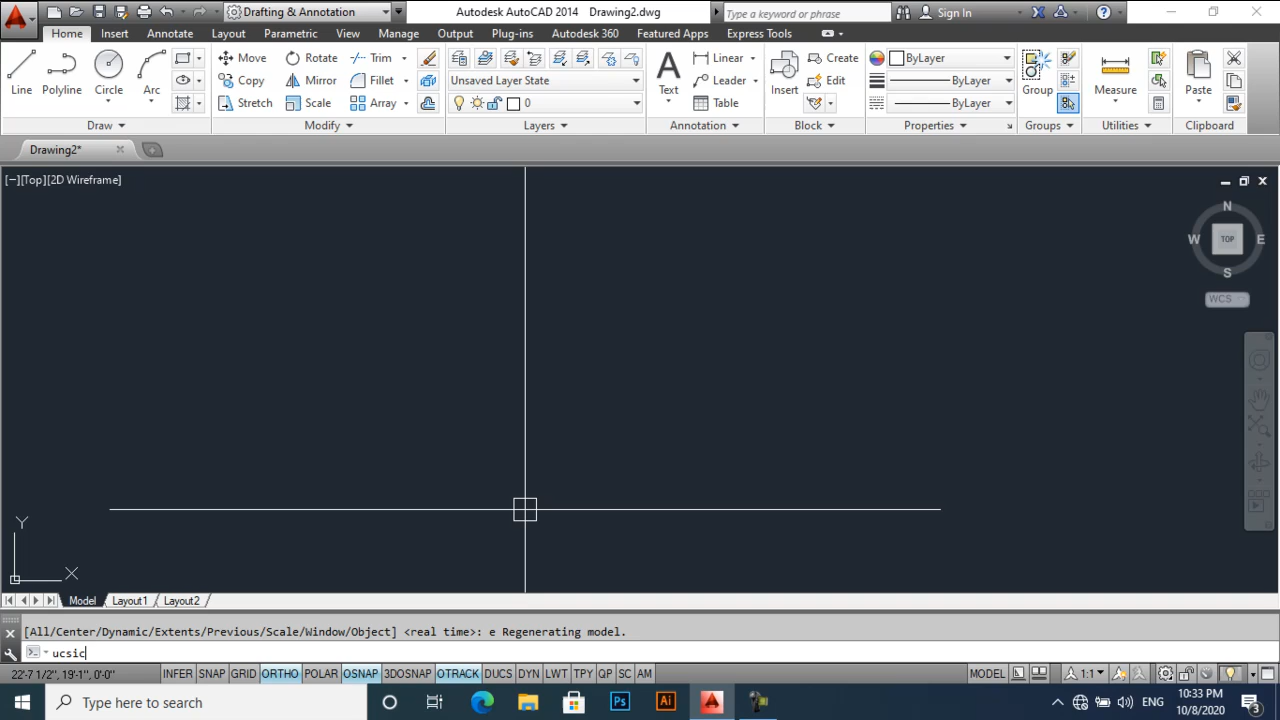 Drafting & Annotation
Autodesk AutoCAD 2014 Drawing2.dwg
Type a keyword or phrase
Sign In
Home Insert Annotate Layout Parametric View Manage Output Plug-ins Autodesk 360 Featured Apps Express Tools
Line Polyline Circle Arc
Move Rotate Trim
Copy Mirror Fillet
Stretch Scale Array
Unsaved Layer State
0
Text
Linear
Leader
Table
Insert
Create
Edit
ByLayer
ByLayer
ByLayer
Group
Measure
Paste
Draw Modify Layers Annotation Block Properties Groups Utilities Clipboard
Drawing2*
[−][Top][2D Wireframe]
N
W TOP E
S
WCS
Y
X
Model Layout1 Layout2
[All/Center/Dynamic/Extents/Previous/Scale/Window/Object] <real time>: e Regenerating model.
ucsic
22'-7 1/2", 19'-1", 0'-0" INFER SNAP GRID ORTHO POLAR OSNAP 3DOSNAP OTRACK DUCS DYN LWT TPY QP SC AM MODEL 1:1
Type here to search
Ps Ai
ENG
10:33 PM
10/8/2020
3